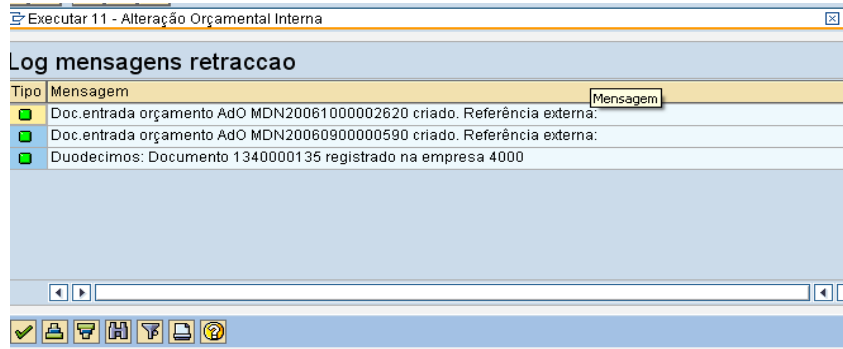 Executar 11 - Alteração Orçamental Interna
Log mensagens retraccao
Tipo Mensagem
Mensagem
Doc.entrada orçamento AdO MDN20061000002620 criado. Referência externa:
Doc.entrada orçamento AdO MDN20060900000590 criado. Referência externa:
Duodecimos: Documento 1340000135 registrado na empresa 4000